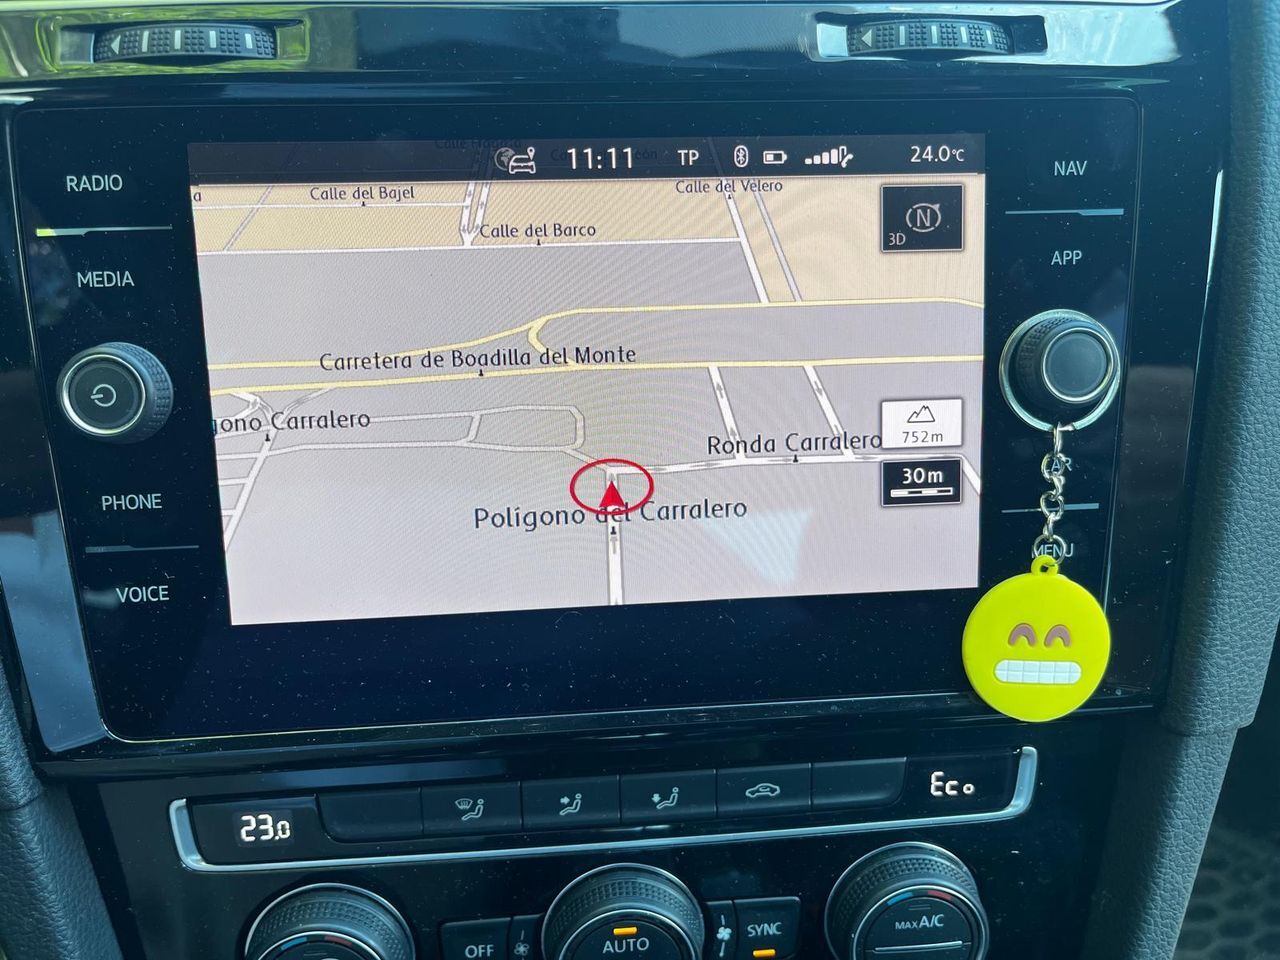 11:11
TP
24.0°C
Calle del Bajel
Calle del Velero
Calle del Barco
N
3D
Carretera de Boadilla del Monte
gono Carralero
Ronda Carralero
752m
30m
Polígono del Carralero
RADIO
MEDIA
PHONE
VOICE
NAV
APP
CAR
MENU
23.0
Eco
OFF
AUTO
SYNC
MAX A/C